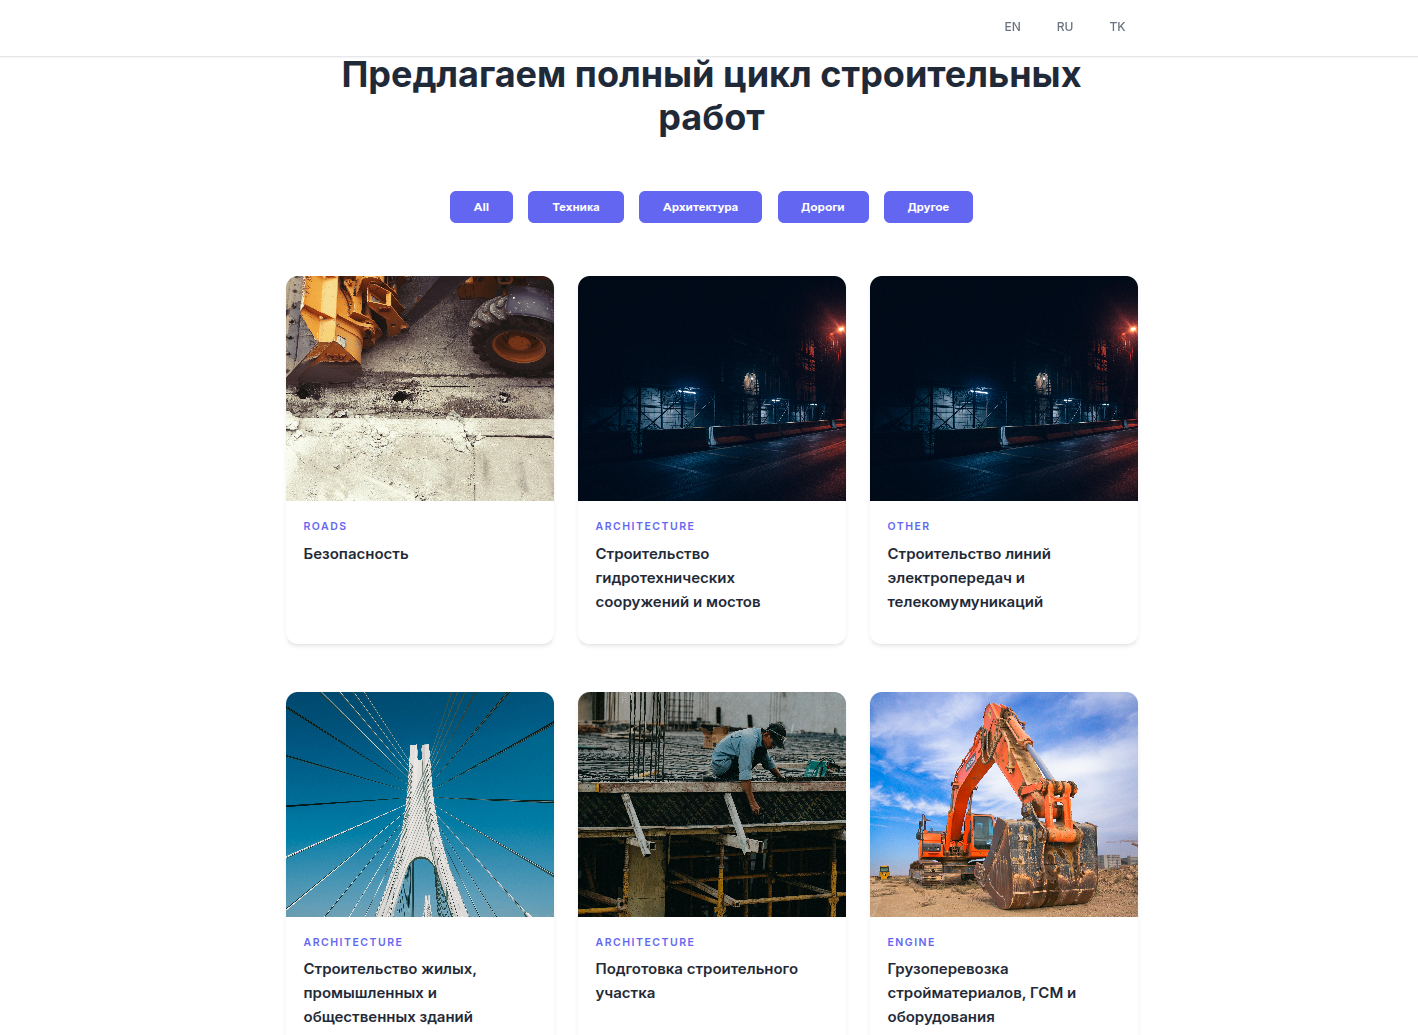 EN RU TK
Предлагаем полный цикл строительных
работ
All Техника Архитектура Дороги Другое
ROADS
Безопасность
ARCHITECTURE
Строительство
гидротехнических
сооружений и мостов
OTHER
Строительство линий
электропередач и
телекомумуникаций
ARCHITECTURE
Строительство жилых,
промышленных и
общественных зданий
ARCHITECTURE
Подготовка строительного
участка
ENGINE
Грузоперевозка
стройматериалов, ГСМ и
оборудования